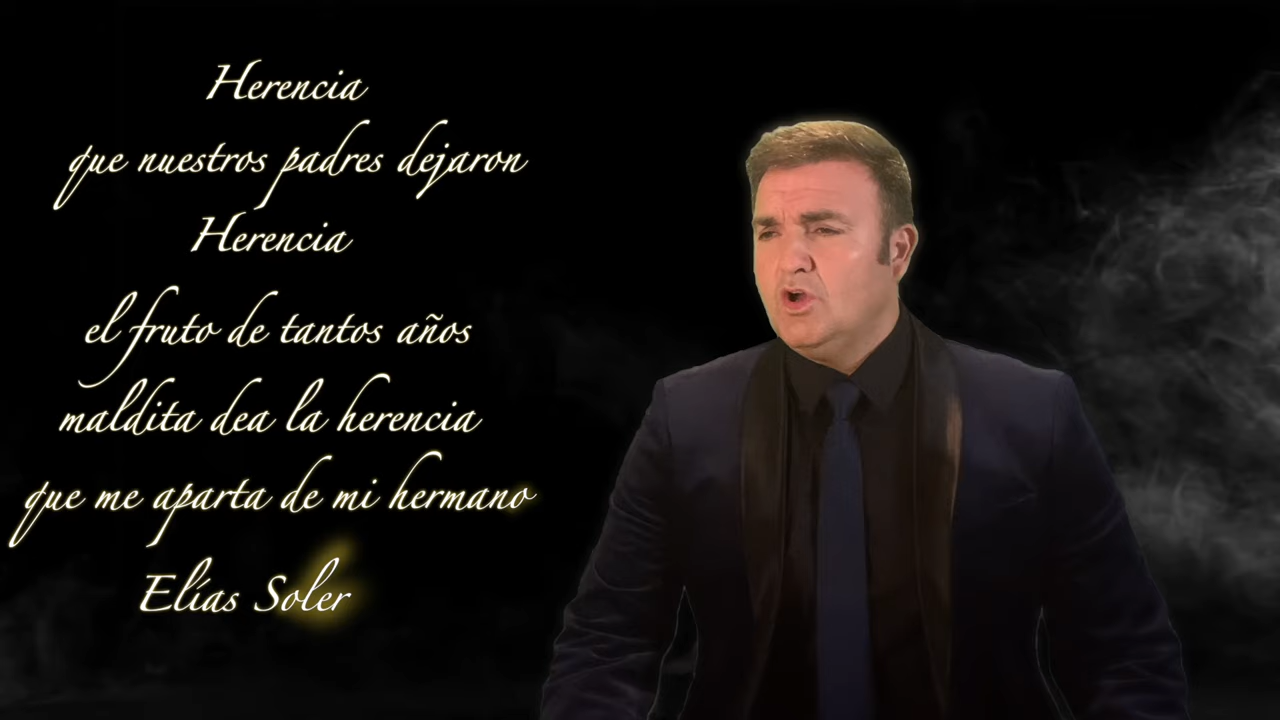 Herencia
que nuestros padres dejaron
Herencia
el fruto de tantos años
maldita dea la herencia
que me aparta de mi hermano
Elías Soler